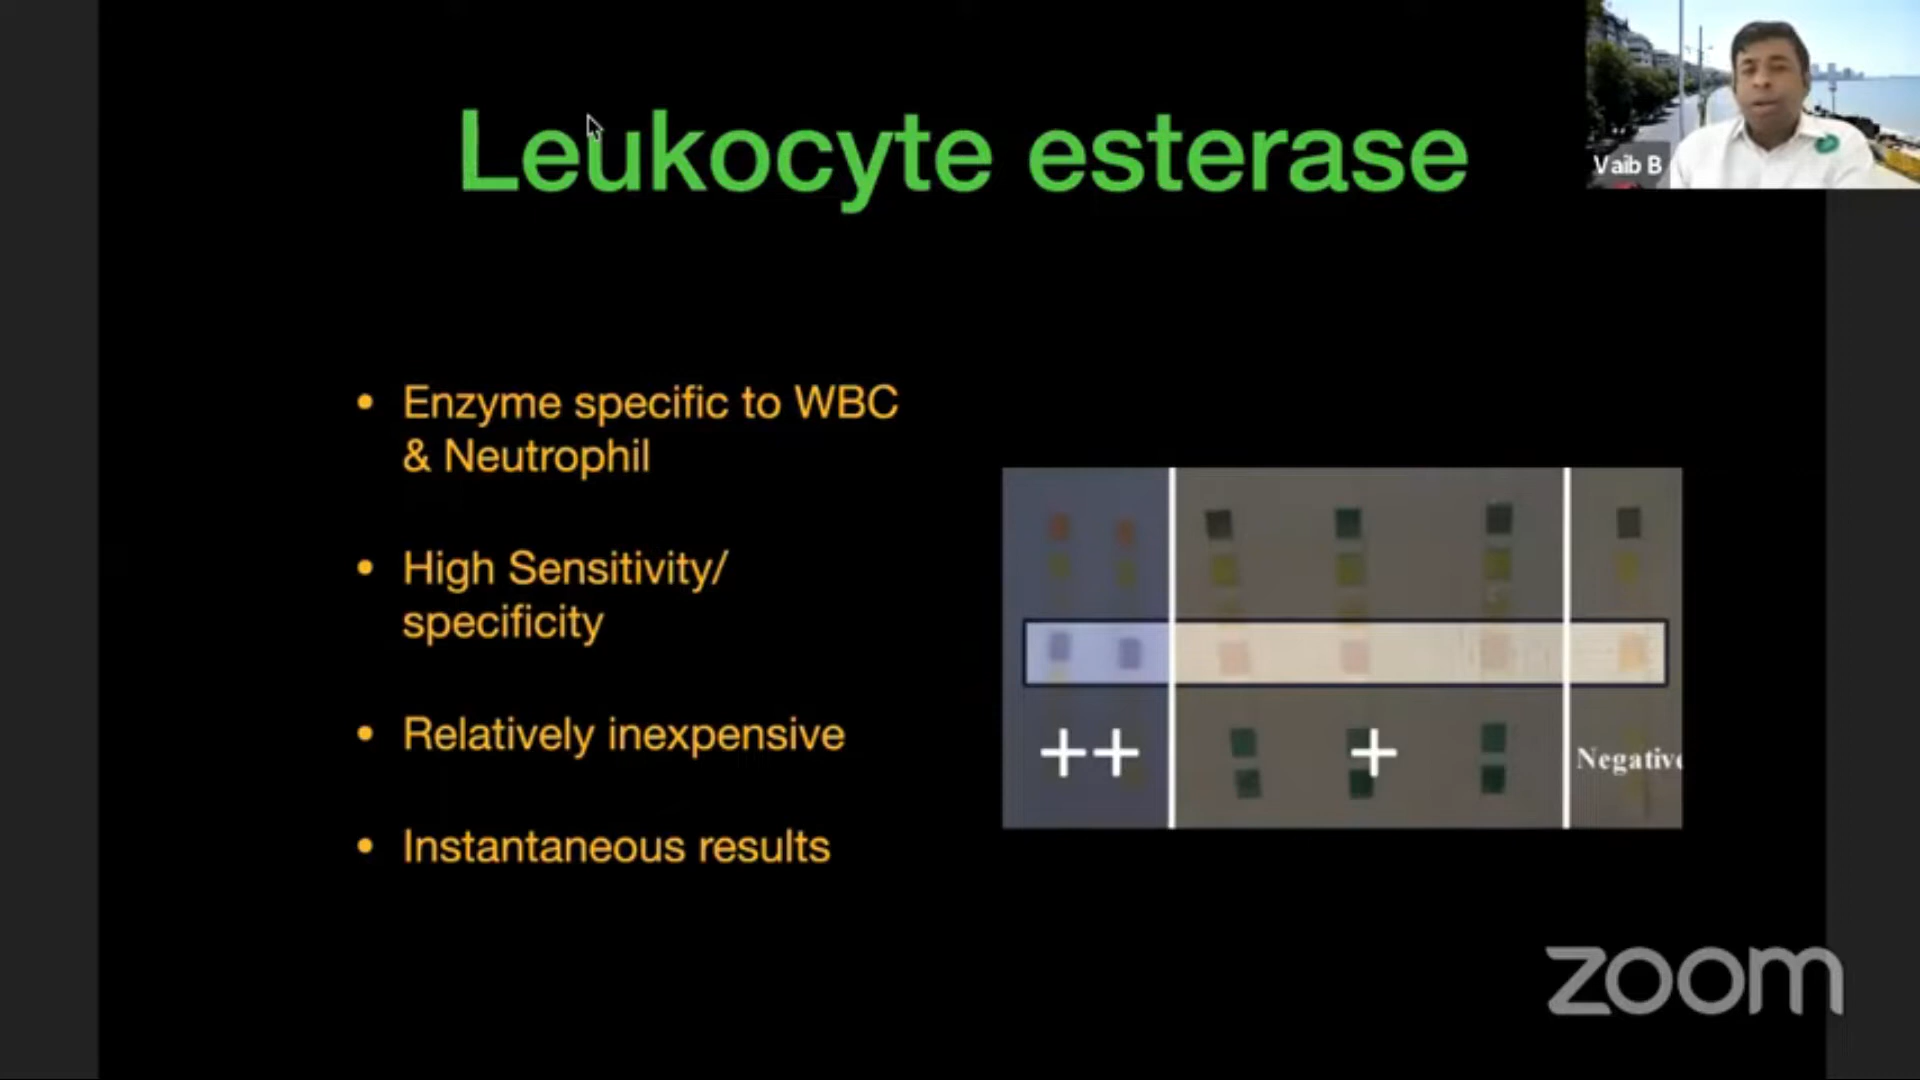 Leukocyte esterase
Vaib B
• Enzyme specific to WBC
& Neutrophil
• High Sensitivity/
specificity
• Relatively inexpensive
• Instantaneous results
++
+
Negative
zoom